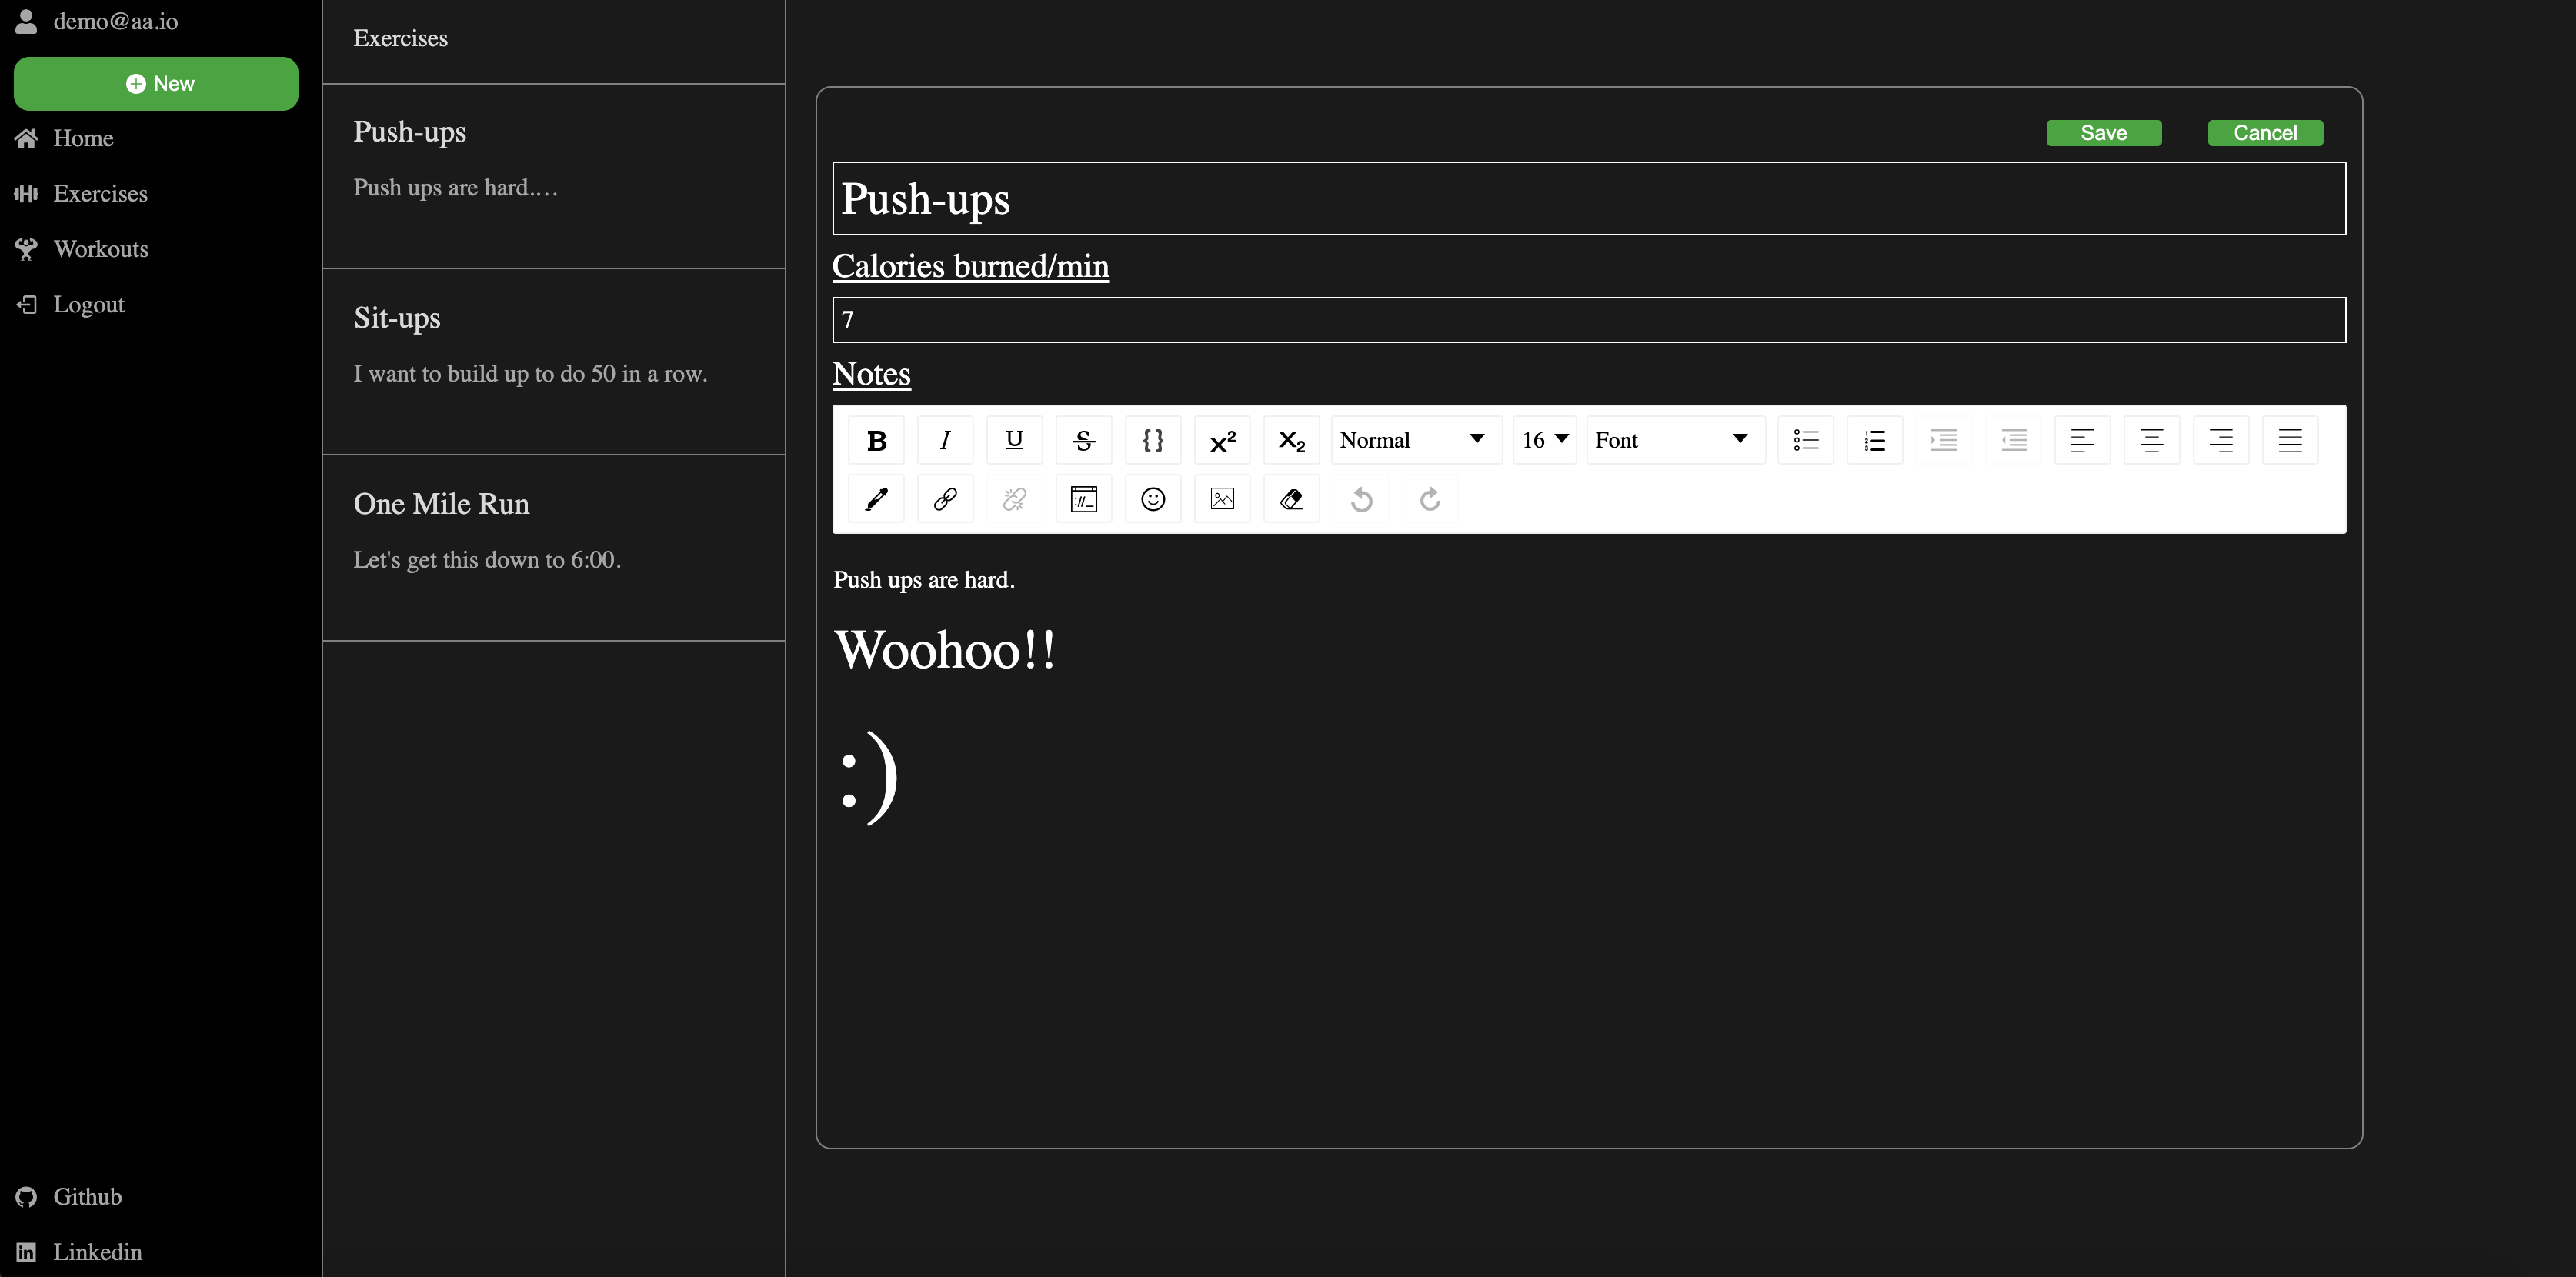 demo@aa.io
New
Home
Exercises
Workouts
Logout
Github
Linkedin
Exercises
Push-ups
Push ups are hard.…
Sit-ups
I want to build up to do 50 in a row.
One Mile Run
Let's get this down to 6:00.
Save Cancel
Push-ups
Calories burned/min
7
Notes
B I U S {} x² x₂ Normal 16 Font
Push ups are hard.
Woohoo!!
:)